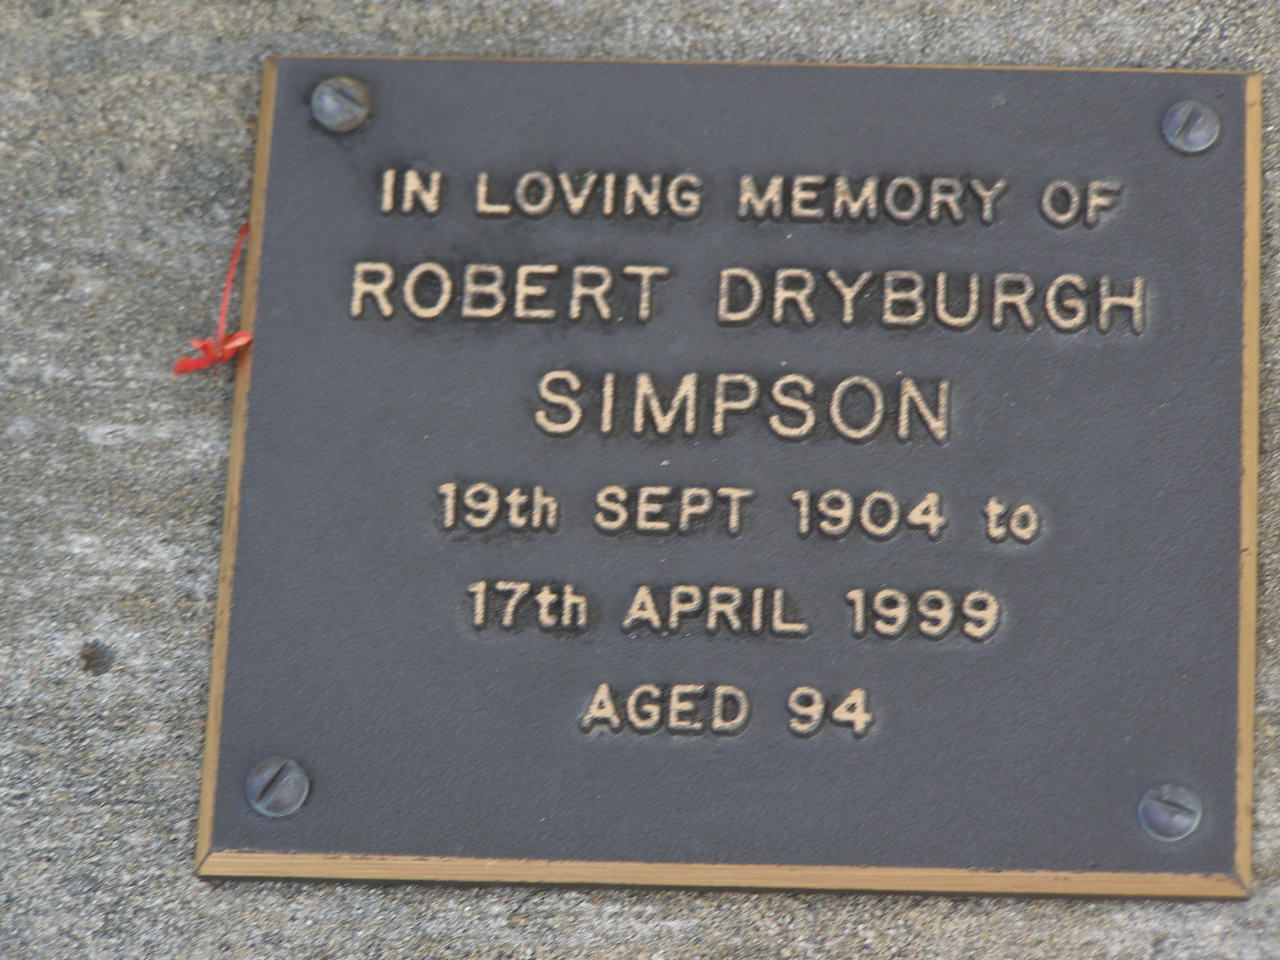 IN LOVING MEMORY OF
ROBERT DRYBURGH
SIMPSON
19th SEPT 1904 to
17th APRIL 1999
AGED 94